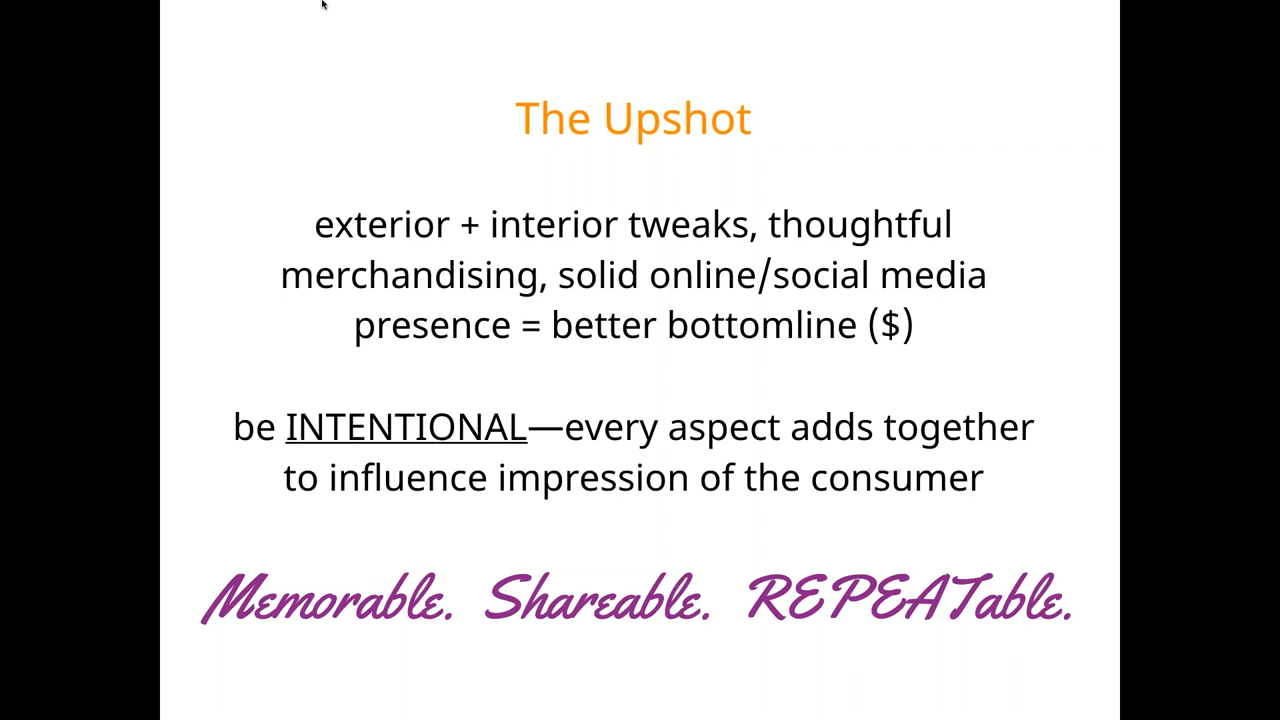 The Upshot
exterior + interior tweaks, thoughtful
merchandising, solid online/social media
presence = better bottomline ($)
be INTENTIONAL—every aspect adds together
to influence impression of the consumer
Memorable. Shareable. REPEATable.